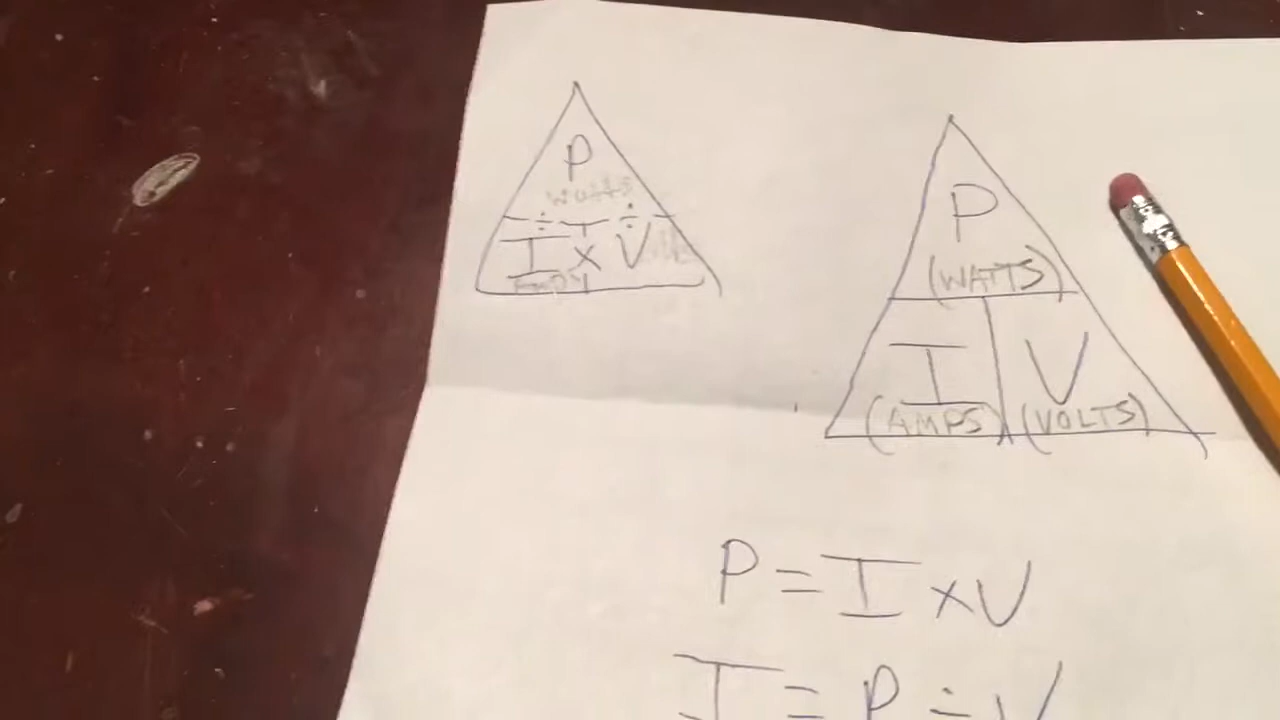 P
watts
÷ ÷
I x V
P
(WATTS)
I V
(AMPS) (VOLTS)
P = I x V
I = P ÷ V